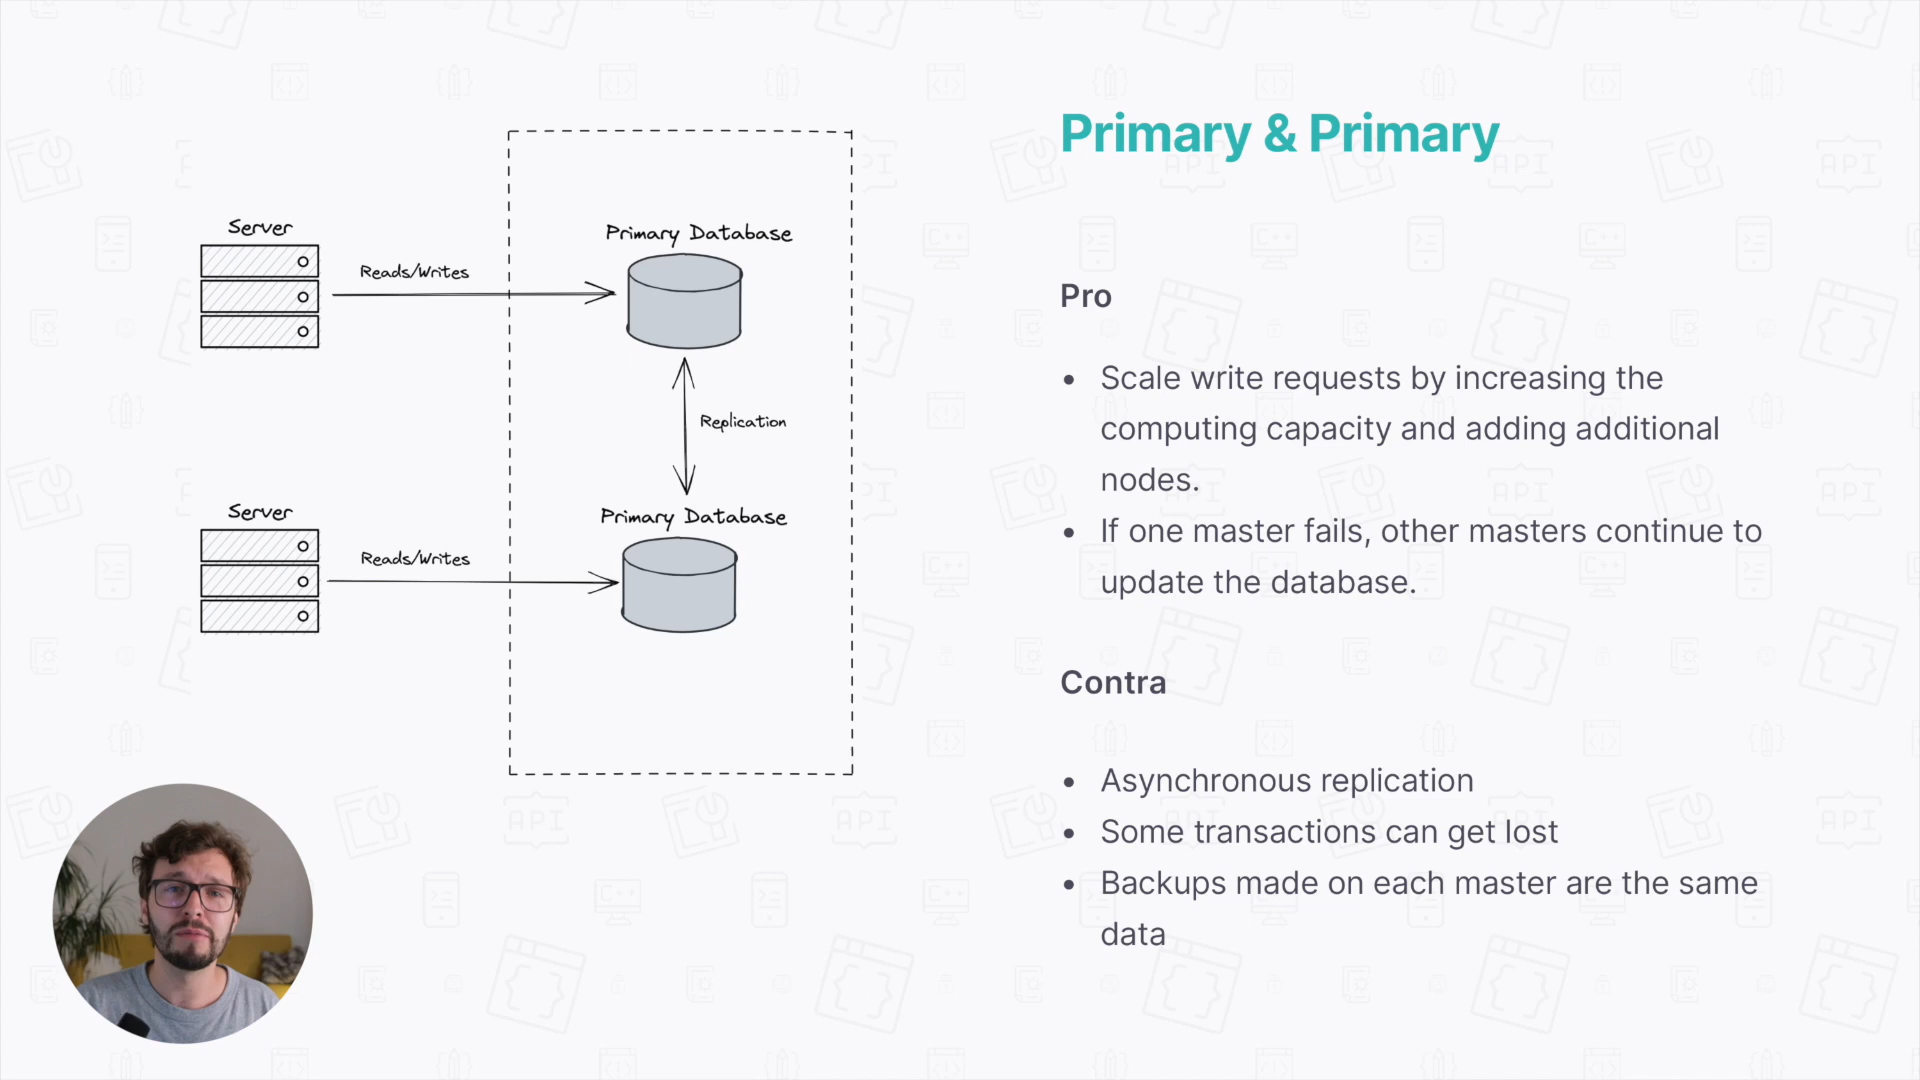 Primary & Primary
Server
Reads/Writes
Primary Database
Replication
Server
Reads/Writes
Primary Database
Pro
• Scale write requests by increasing the
computing capacity and adding additional
nodes.
• If one master fails, other masters continue to
update the database.
Contra
• Asynchronous replication
• Some transactions can get lost
• Backups made on each master are the same
data